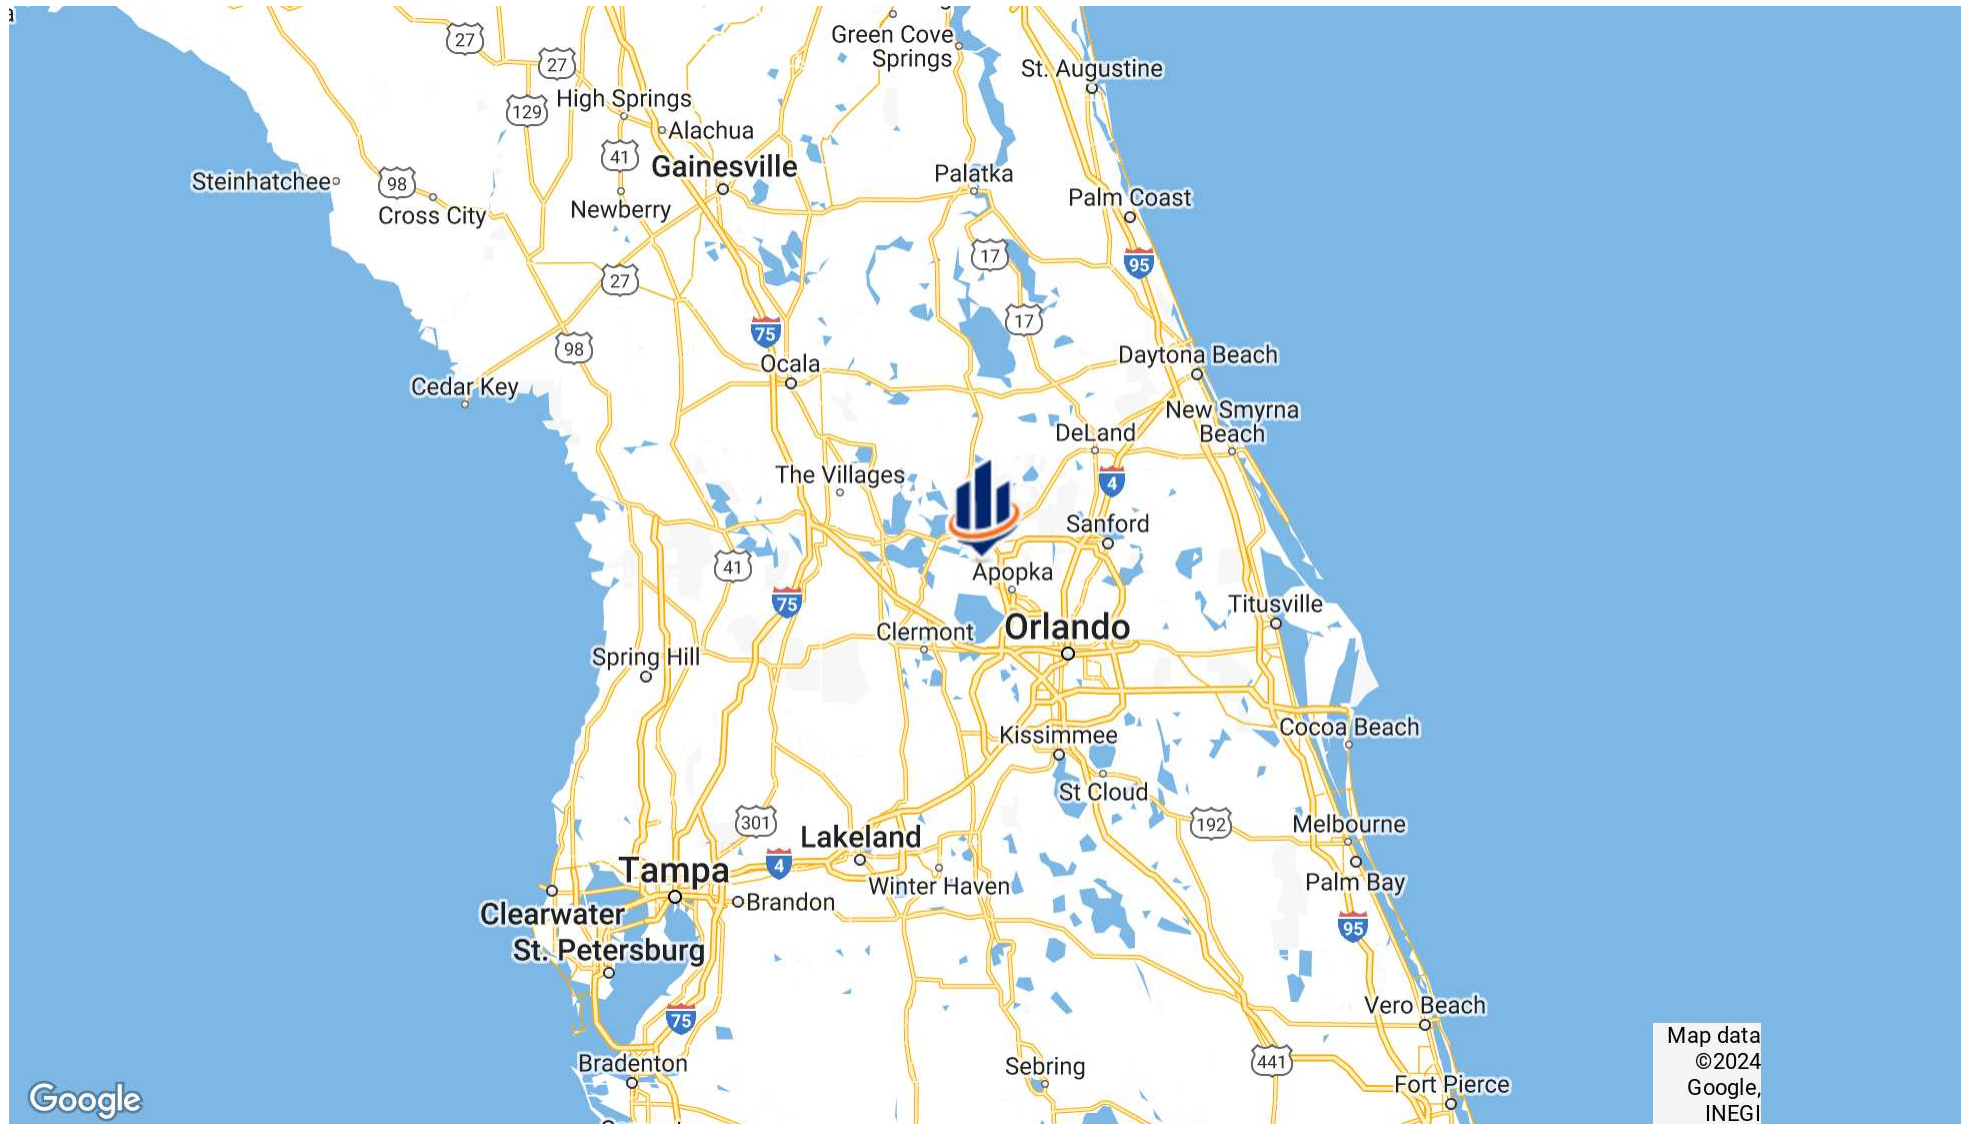 27
Green Cove
Springs
27
St. Augustine
129
High Springs
Alachua
41
Gainesville
Steinhatchee
98
Palatka
Cross City
Newberry
Palm Coast
17
95
27
17
75
98
Daytona Beach
Ocala
Cedar Key
New Smyrna
Beach
DeLand
The Villages
4
Sanford
41
Apopka
75
Titusville
Orlando
Clermont
Spring Hill
Cocoa Beach
Kissimmee
St Cloud
301
192
Melbourne
Lakeland
4
Tampa
Winter Haven
Palm Bay
Brandon
Clearwater
95
St. Petersburg
Vero Beach
75
Bradenton
Sebring
441
Fort Pierce
Google
Map data
©2024
Google,
INEGI